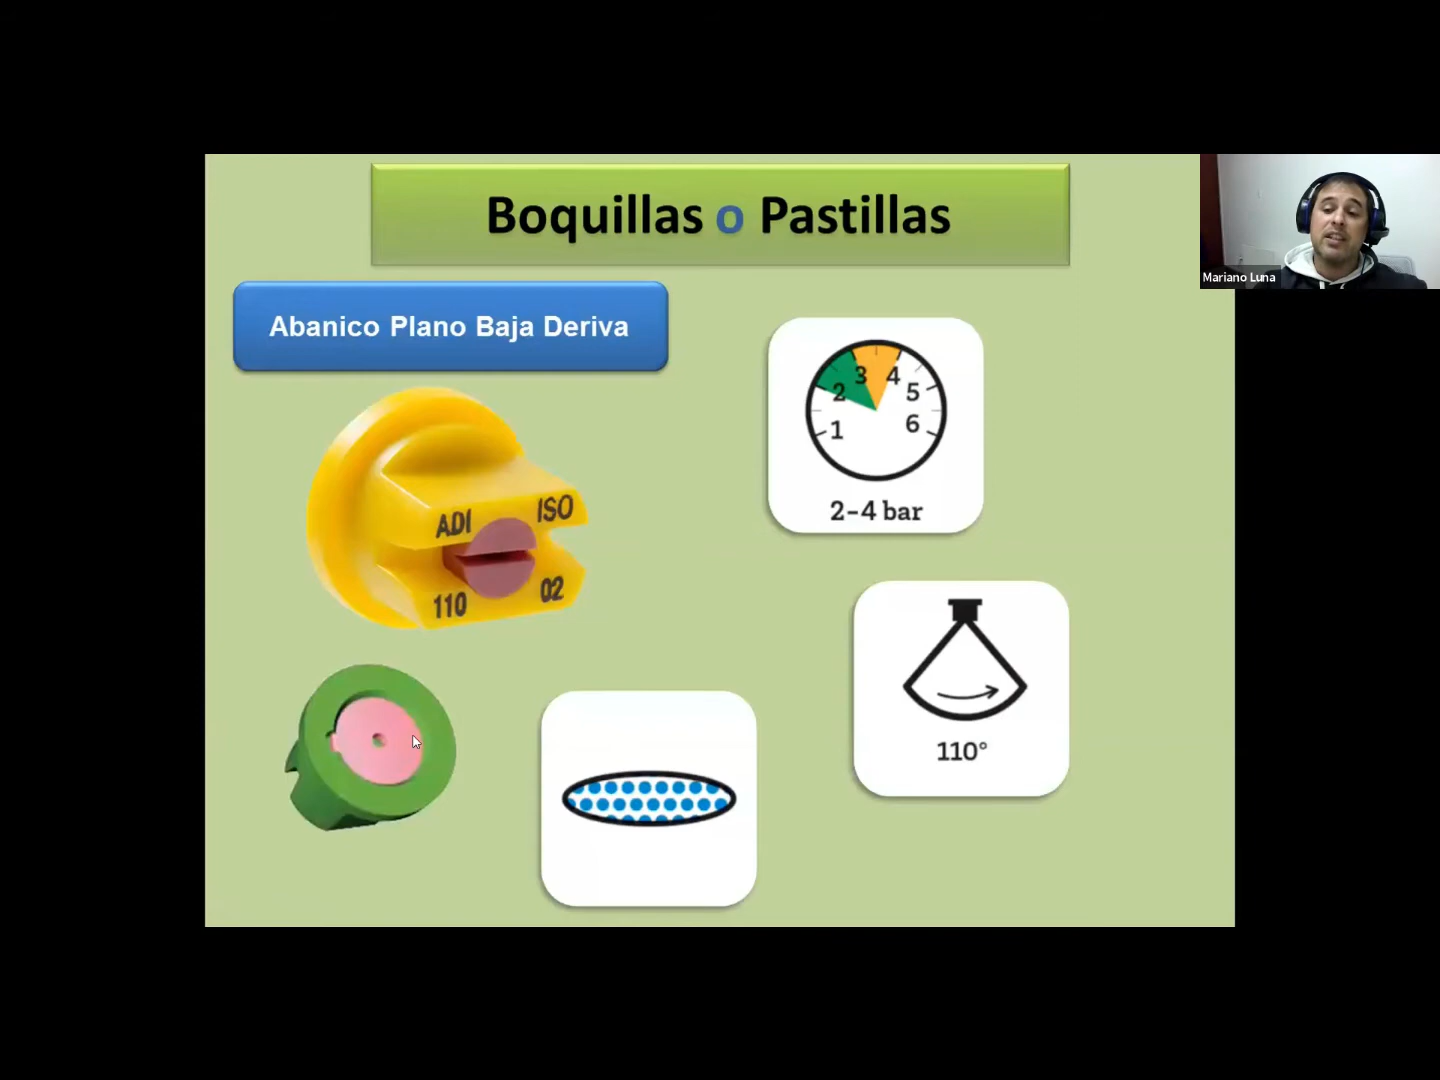 Boquillas o Pastillas
Mariano Luna
Abanico Plano Baja Deriva
1 2 3 4 5 6
2-4 bar
ADI ISO
110 02
110°